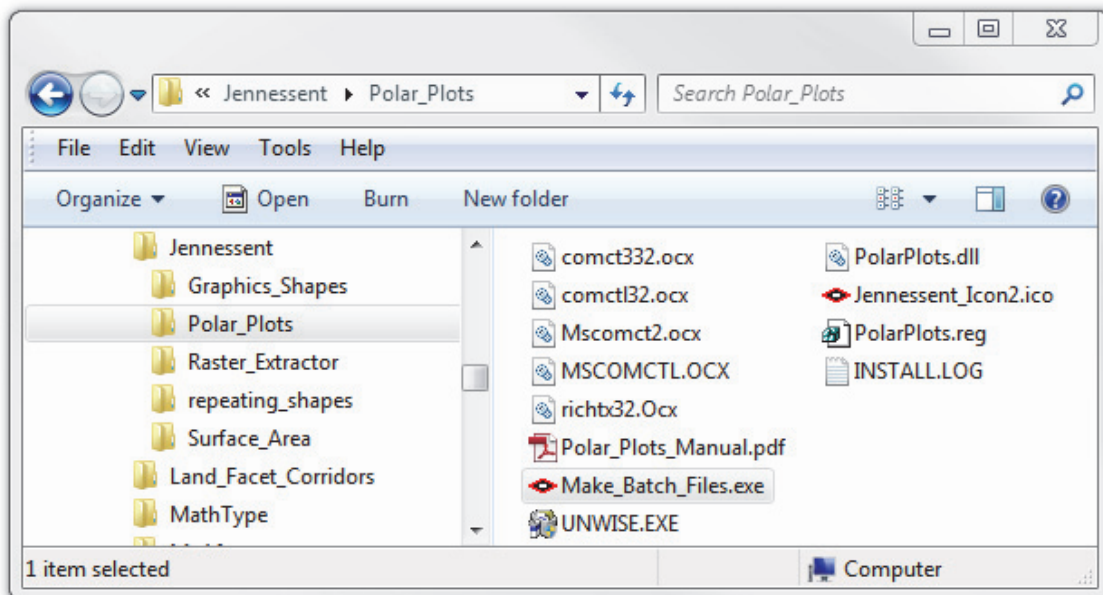 « Jennessent Polar_Plots Search Polar_Plots
File Edit View Tools Help
Organize Open Burn New folder
Jennessent
Graphics_Shapes
Polar_Plots
Raster_Extractor
repeating_shapes
Surface_Area
Land_Facet_Corridors
MathType
comct332.ocx
comctl32.ocx
Mscomct2.ocx
MSCOMCTL.OCX
richtx32.Ocx
Polar_Plots_Manual.pdf
Make_Batch_Files.exe
UNWISE.EXE
PolarPlots.dll
Jennessent_Icon2.ico
PolarPlots.reg
INSTALL.LOG
1 item selected Computer